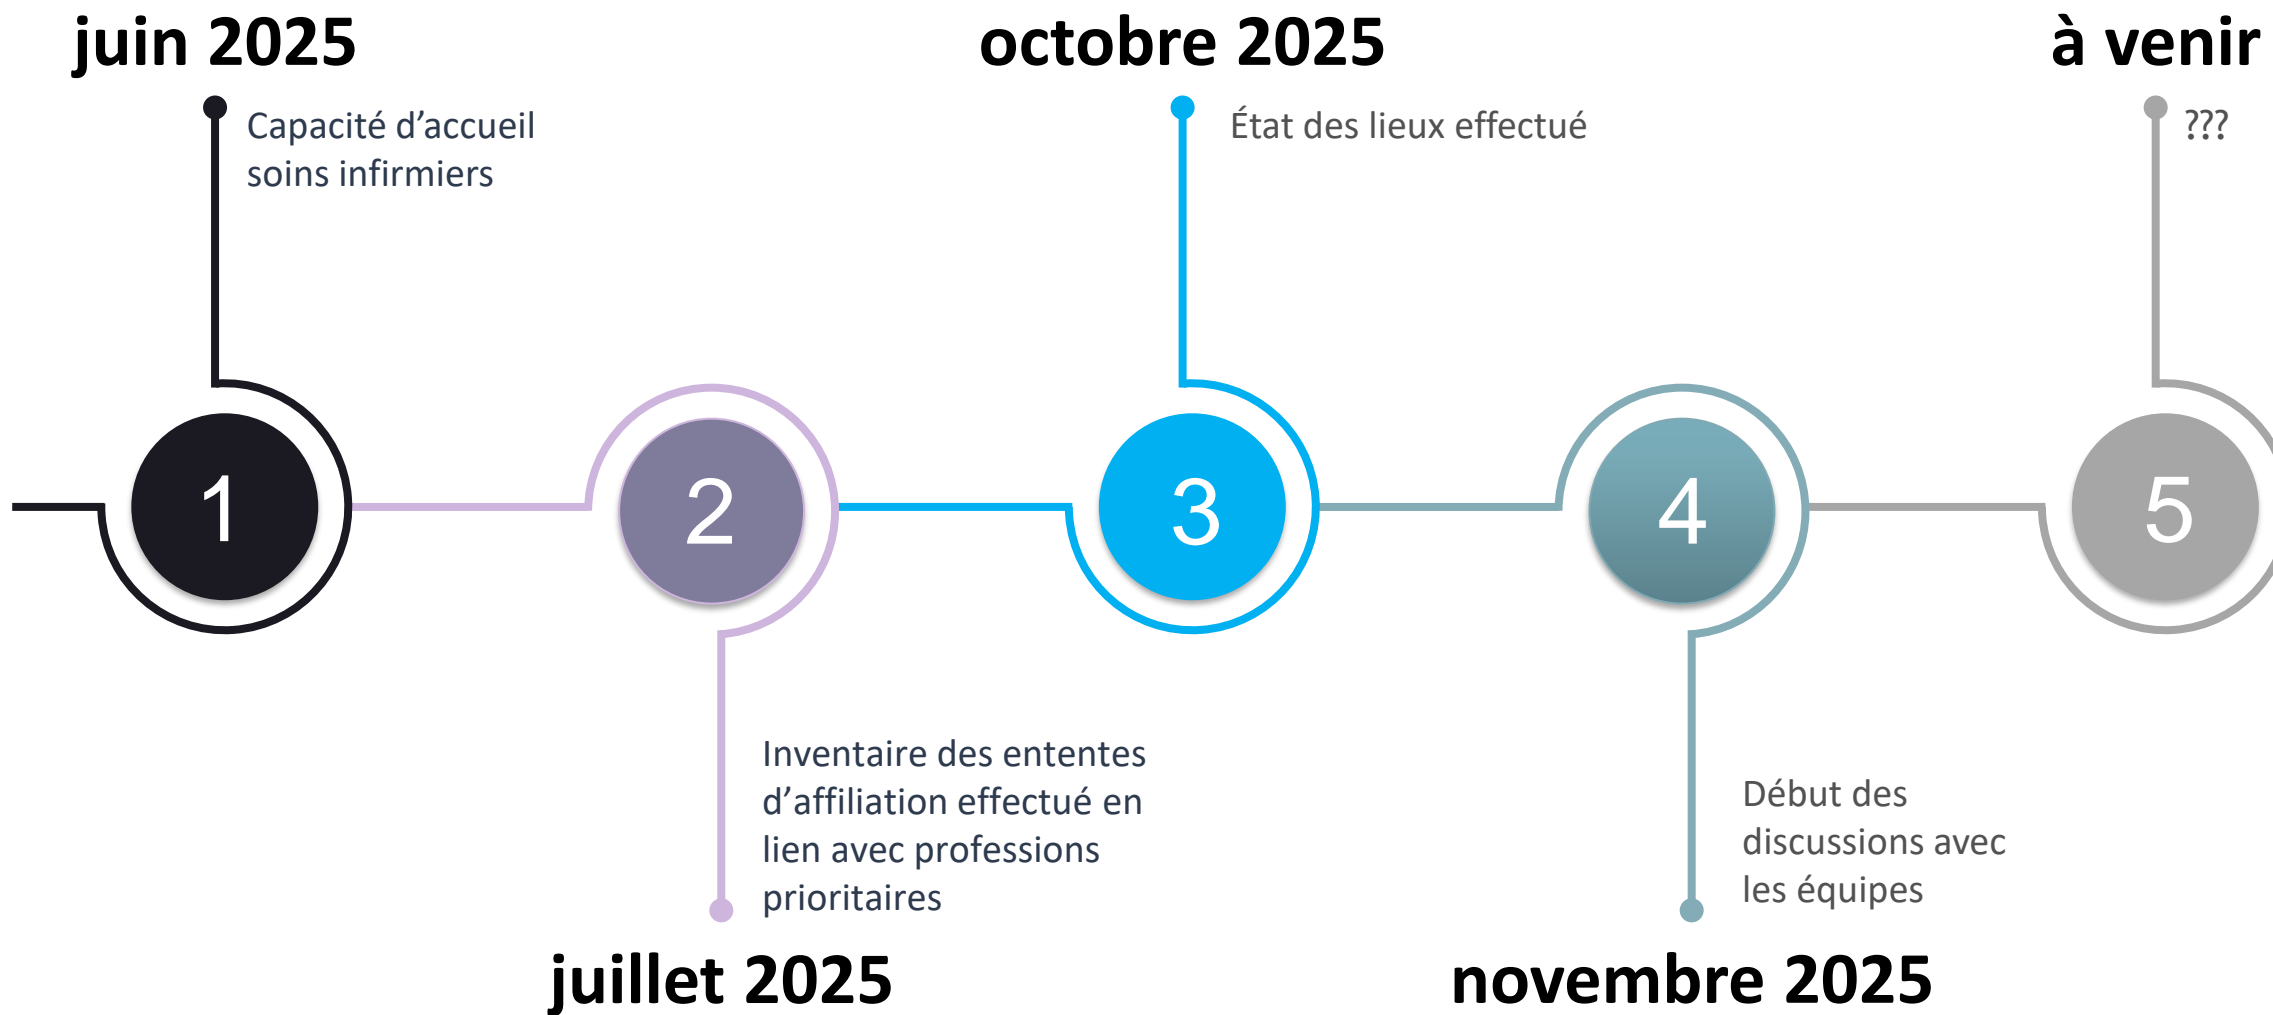 juin 2025
Capacité d’accueil
soins infirmiers
octobre 2025
État des lieux effectué
à venir
???
1
2
3
4
5
Inventaire des ententes
d’affiliation effectué en
lien avec professions
prioritaires
juillet 2025
Début des
discussions avec
les équipes
novembre 2025